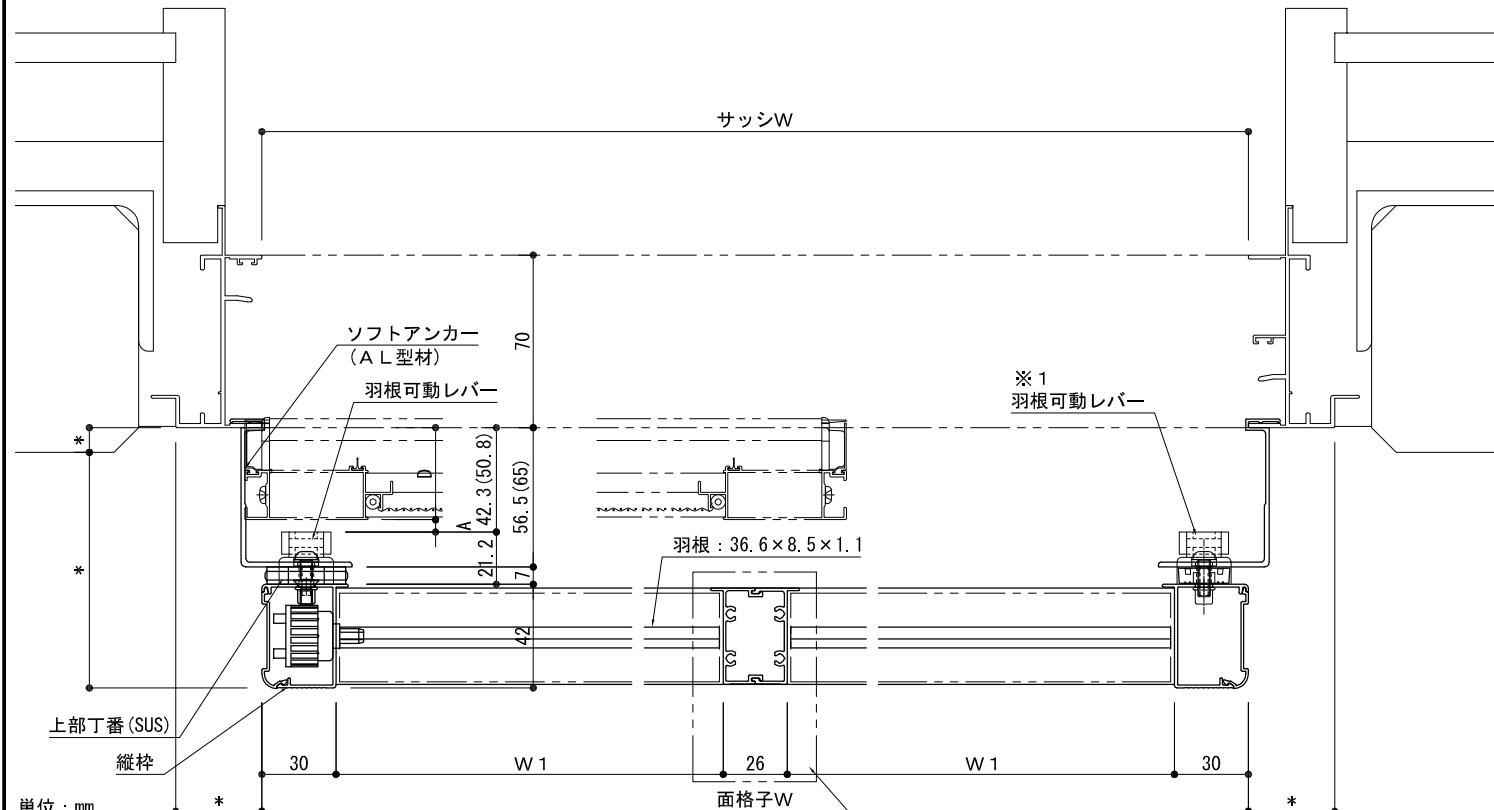 サッシW
ソフトアンカー
(AL型材)
羽根可動レバー
※1
羽根可動レバー
70
*
*
A
42.3(50.8)
56.5(65)
21.2
7
42
羽根:36.6×8.5×1.1
上部丁番(SUS)
縦枠
30
W1
26
W1
30
単位:mm
*
面格子W
*